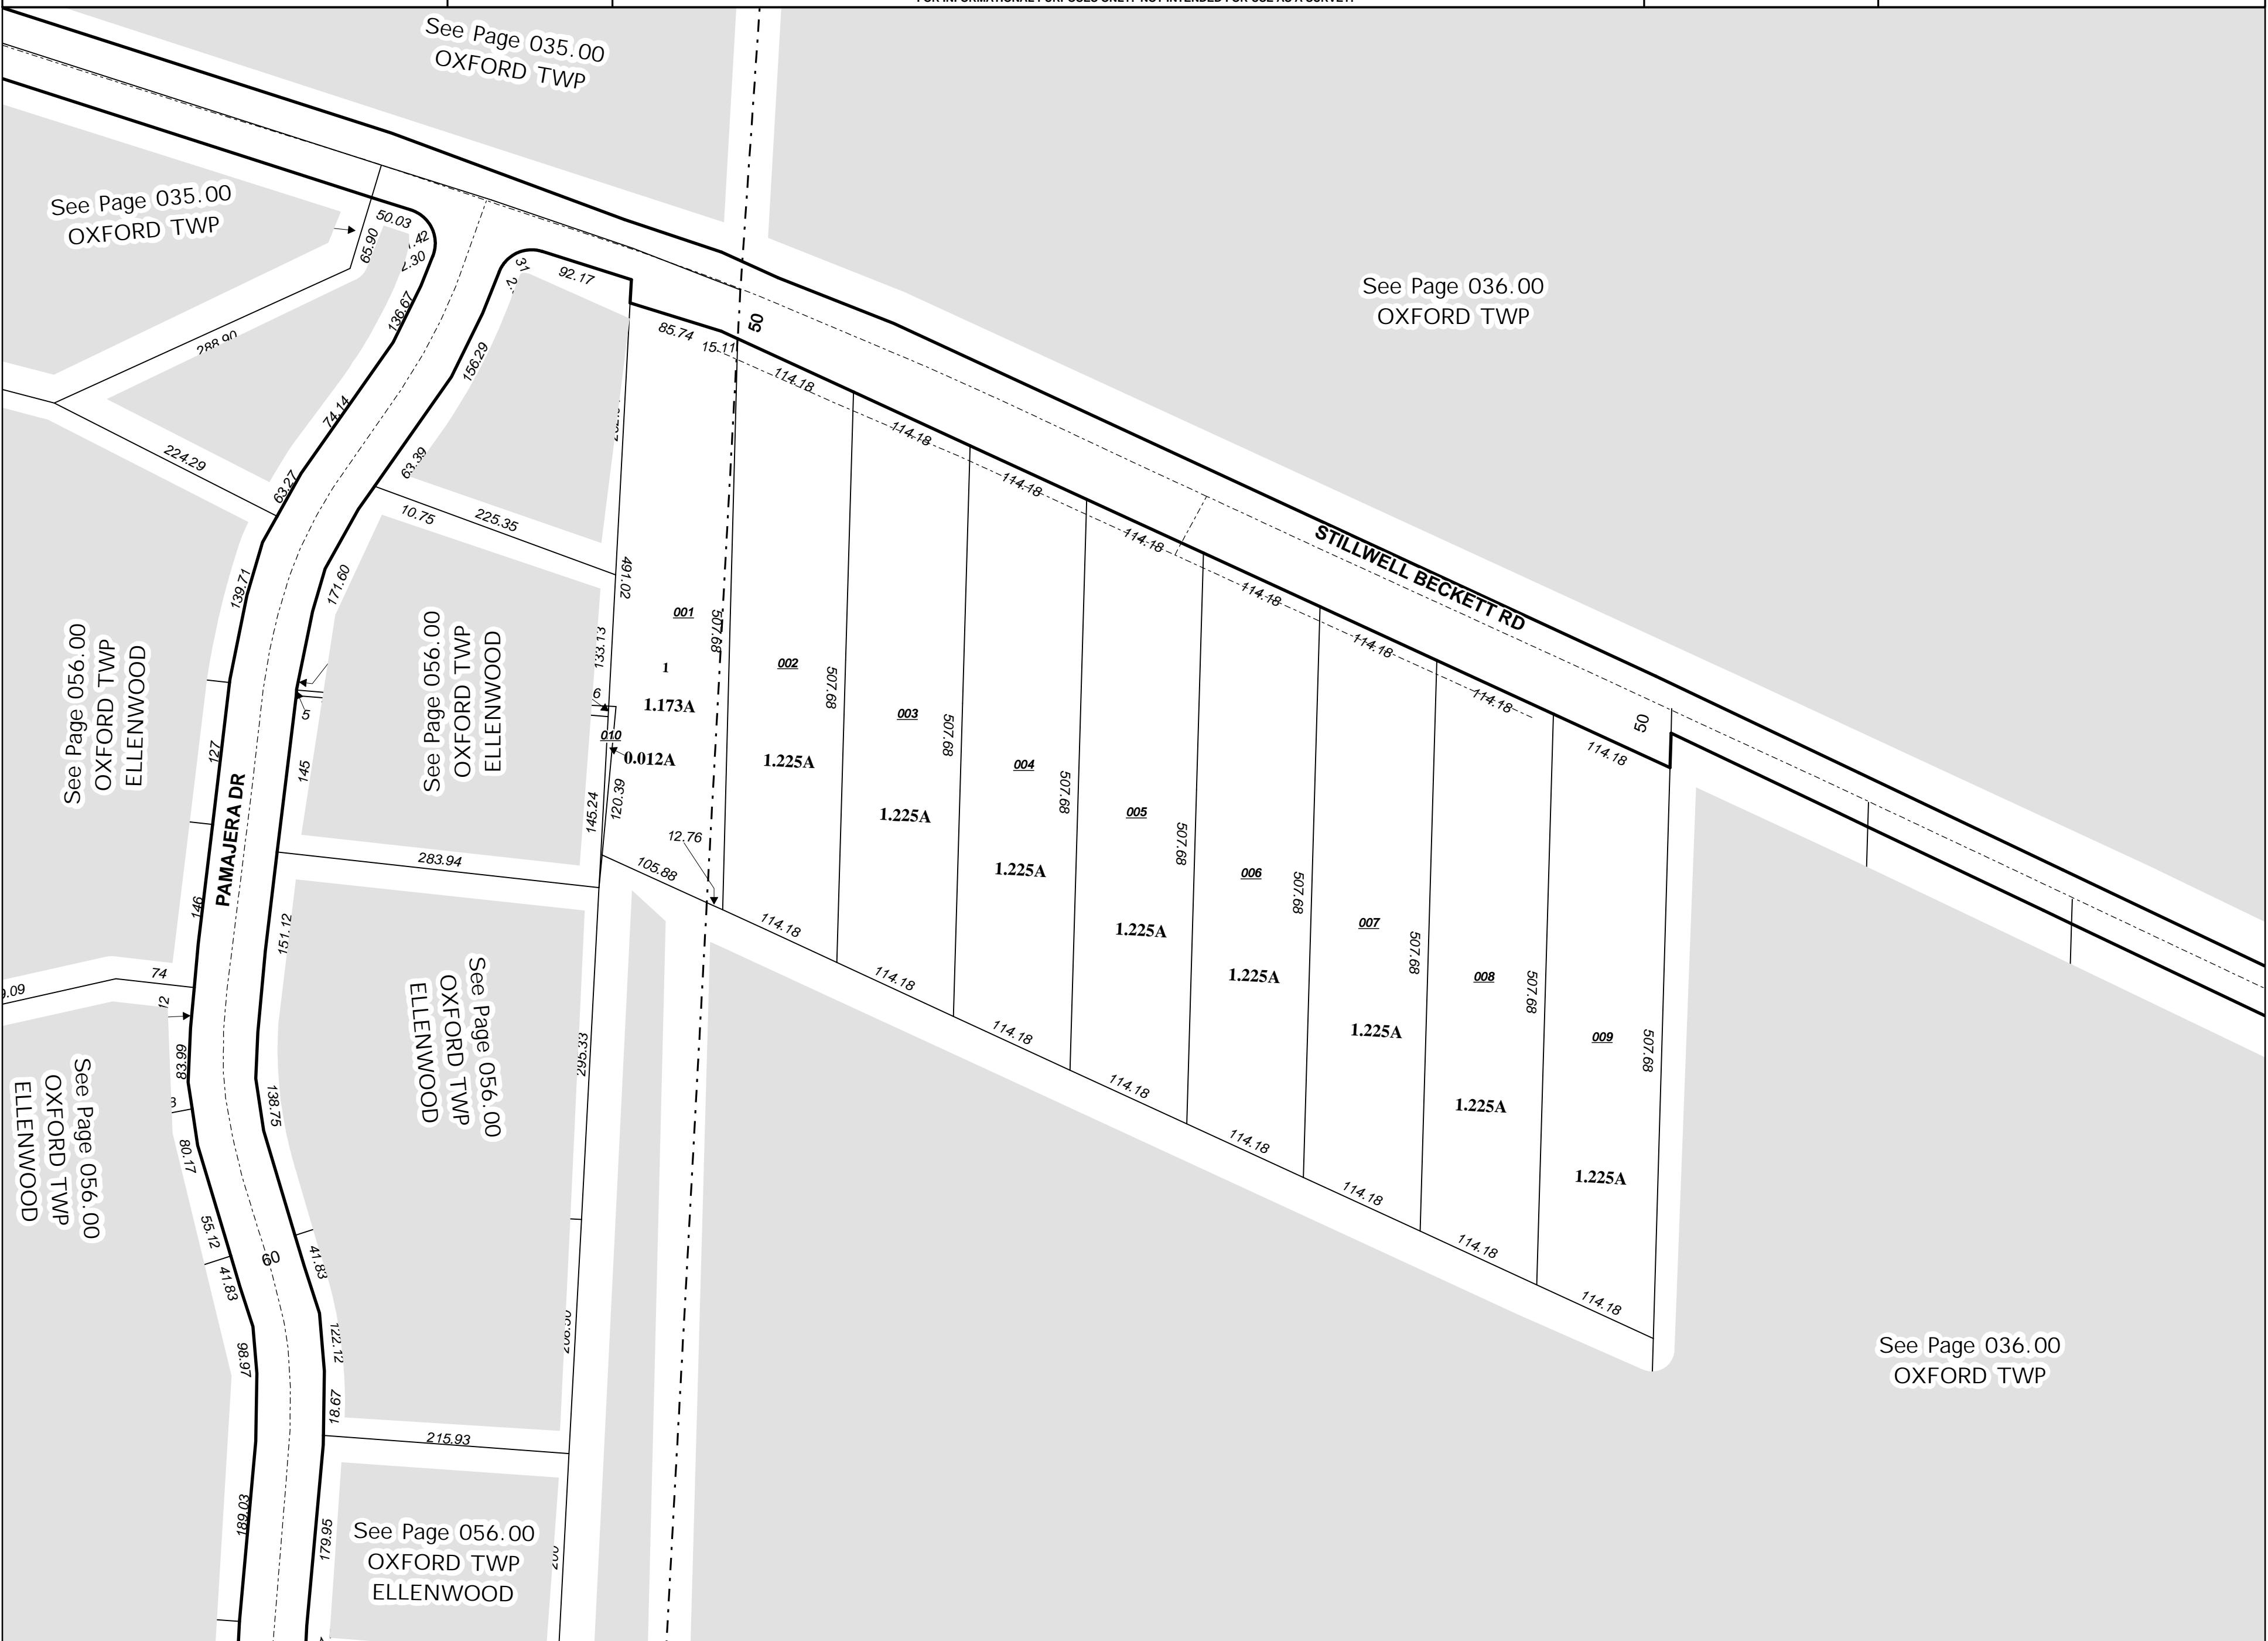 See Page 035.00
OXFORD TWP
See Page 035.00
OXFORD TWP
See Page 036.00
OXFORD TWP
50.03
65.90
288.90
136.67
74.14
224.29
63.27
139.71
127
146
92.17
156.29
63.39
225.35
10.75
171.60
5
145
283.94
151.12
85.74
15.11
50
114.18
114.18
114.18
114.18
114.18
114.18
114.18
114.18
STILLWELL BECKETT RD
50
PAMAJERA DR
See Page 056.00
OXFORD TWP
ELLENWOOD
See Page 056.00
OXFORD TWP
ELLENWOOD
491.02
133.13
6
145.24
120.39
001
1
1.173A
507.68
010
0.012A
12.76
105.88
002
1.225A
507.68
003
1.225A
507.68
004
1.225A
507.68
005
1.225A
507.68
006
1.225A
507.68
007
1.225A
507.68
008
1.225A
507.68
009
1.225A
507.68
114.18
114.18
114.18
114.18
114.18
114.18
114.18
114.18
74
12
83.99
80.17
55.12
41.83
98.97
189.03
60
138.75
41.83
122.12
18.67
215.93
179.95
295.33
See Page 056.00
OXFORD TWP
ELLENWOOD
See Page 056.00
OXFORD TWP
ELLENWOOD
See Page 056.00
OXFORD TWP
ELLENWOOD
See Page 036.00
OXFORD TWP